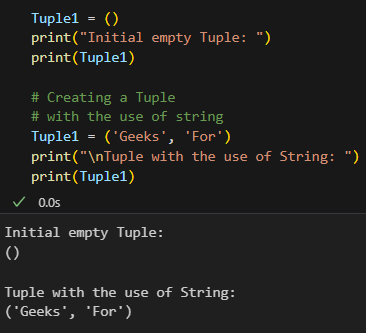 Tuple1 = ()
print("Initial empty Tuple: ")
print(Tuple1)

# Creating a Tuple
# with the use of string
Tuple1 = ('Geeks', 'For')
print("\nTuple with the use of String: ")
print(Tuple1)
0.0s
Initial empty Tuple:
()

Tuple with the use of String:
('Geeks', 'For')